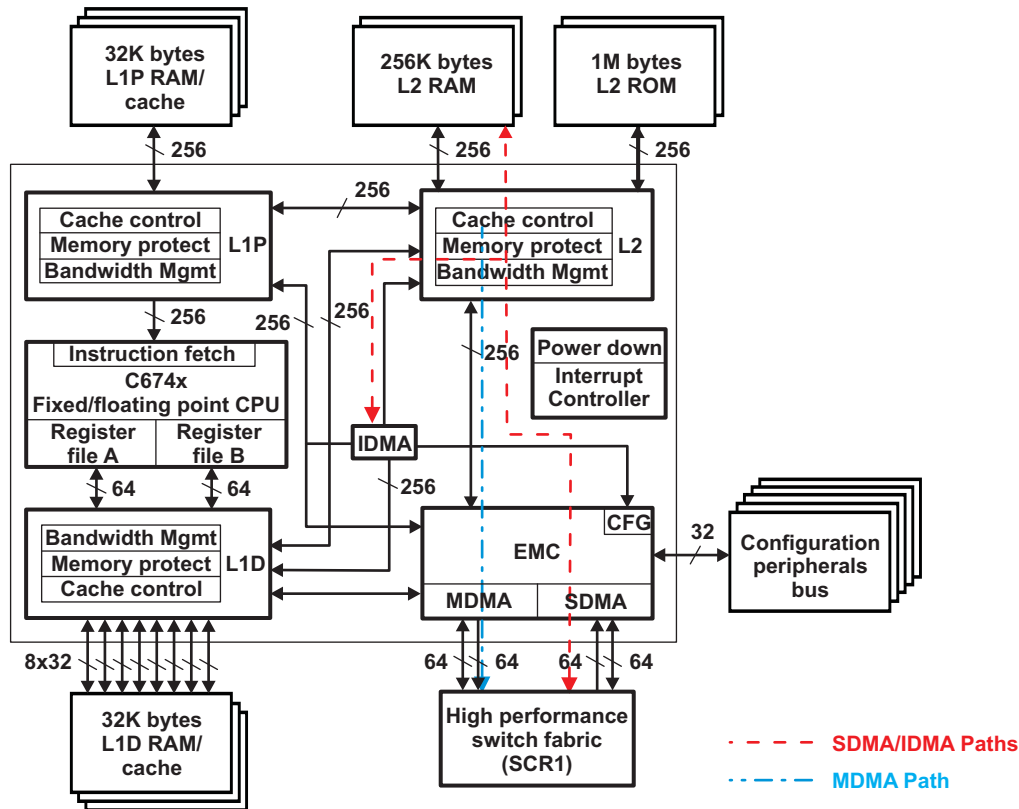 32K bytes
L1P RAM/
cache
256K bytes
L2 RAM
1M bytes
L2 ROM
256
256
256
256
Cache control
Memory protect
Bandwidth Mgmt
L1P
Cache control
Memory protect
Bandwidth Mgmt
L2
256
256
256
256
Instruction fetch
C674x
Fixed/floating point CPU
Register
file A
Register
file B
Power down
Interrupt
Controller
IDMA
64
64
256
Bandwidth Mgmt
Memory protect
Cache control
L1D
CFG
EMC
MDMA
SDMA
32
Configuration
peripherals
bus
8x32
64
64
64
64
32K bytes
L1D RAM/
cache
High performance
switch fabric
(SCR1)
SDMA/IDMA Paths
MDMA Path